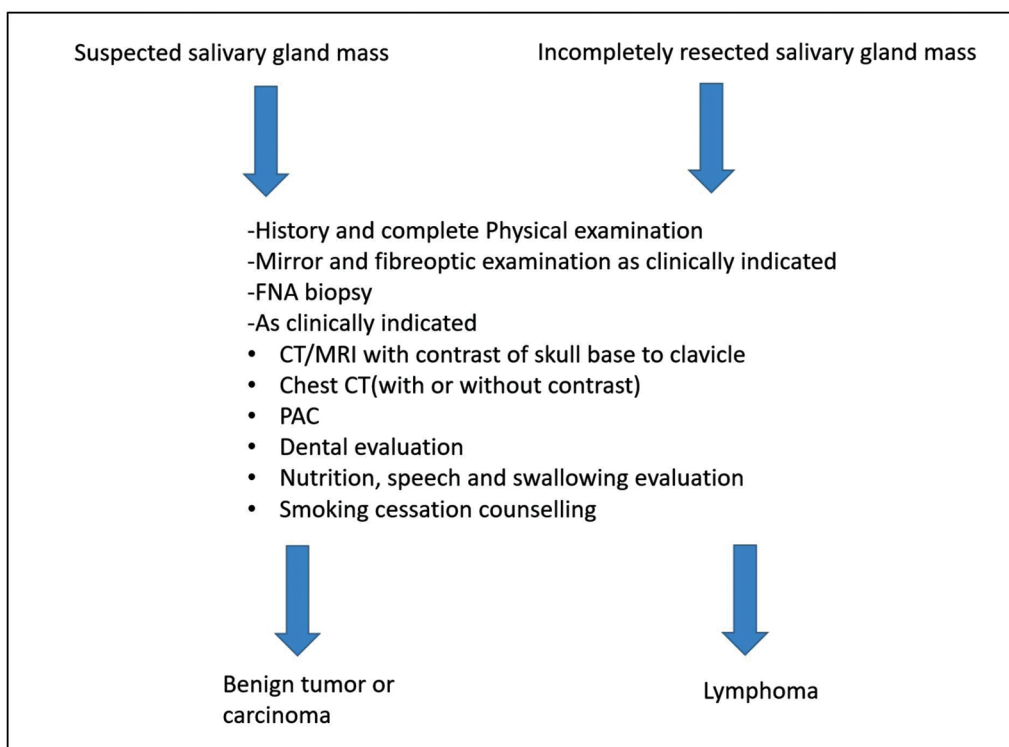 Suspected salivary gland mass
Incompletely resected salivary gland mass
-History and complete Physical examination
-Mirror and fibreoptic examination as clinically indicated
-FNA biopsy
-As clinically indicated
• CT/MRI with contrast of skull base to clavicle
• Chest CT(with or without contrast)
• PAC
• Dental evaluation
• Nutrition, speech and swallowing evaluation
• Smoking cessation counselling
Benign tumor or
carcinoma
Lymphoma